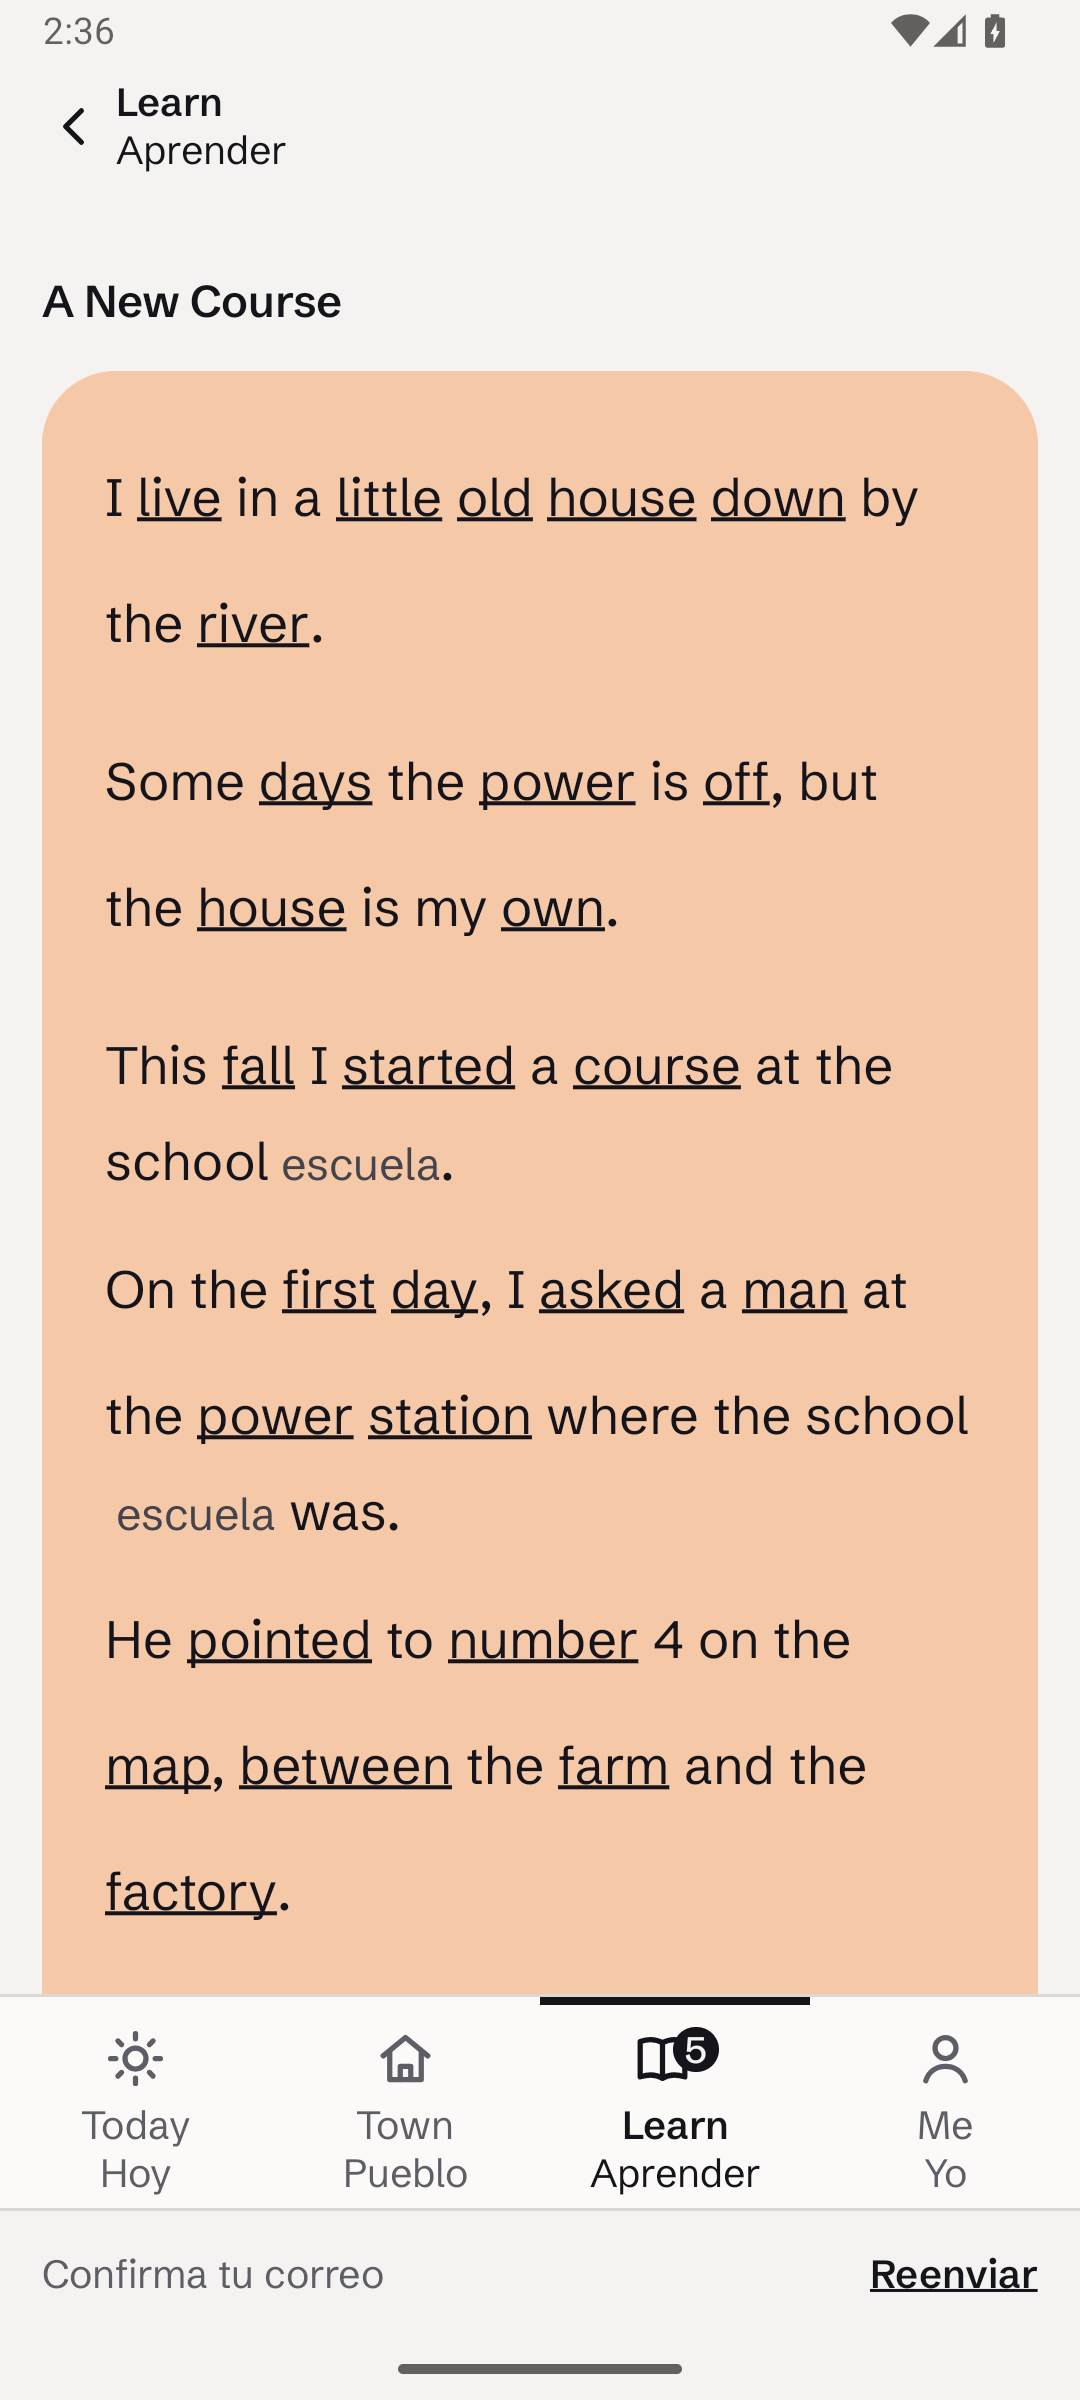 2:36
Learn
Aprender
A New Course
I live in a little old house down by
the river.
Some days the power is off, but
the house is my own.
This fall I started a course at the
school escuela.
On the first day, I asked a man at
the power station where the school
escuela was.
He pointed to number 4 on the
map, between the farm and the
factory.
5
Today
Hoy
Town
Pueblo
Learn
Aprender
Me
Yo
Confirma tu correo
Reenviar